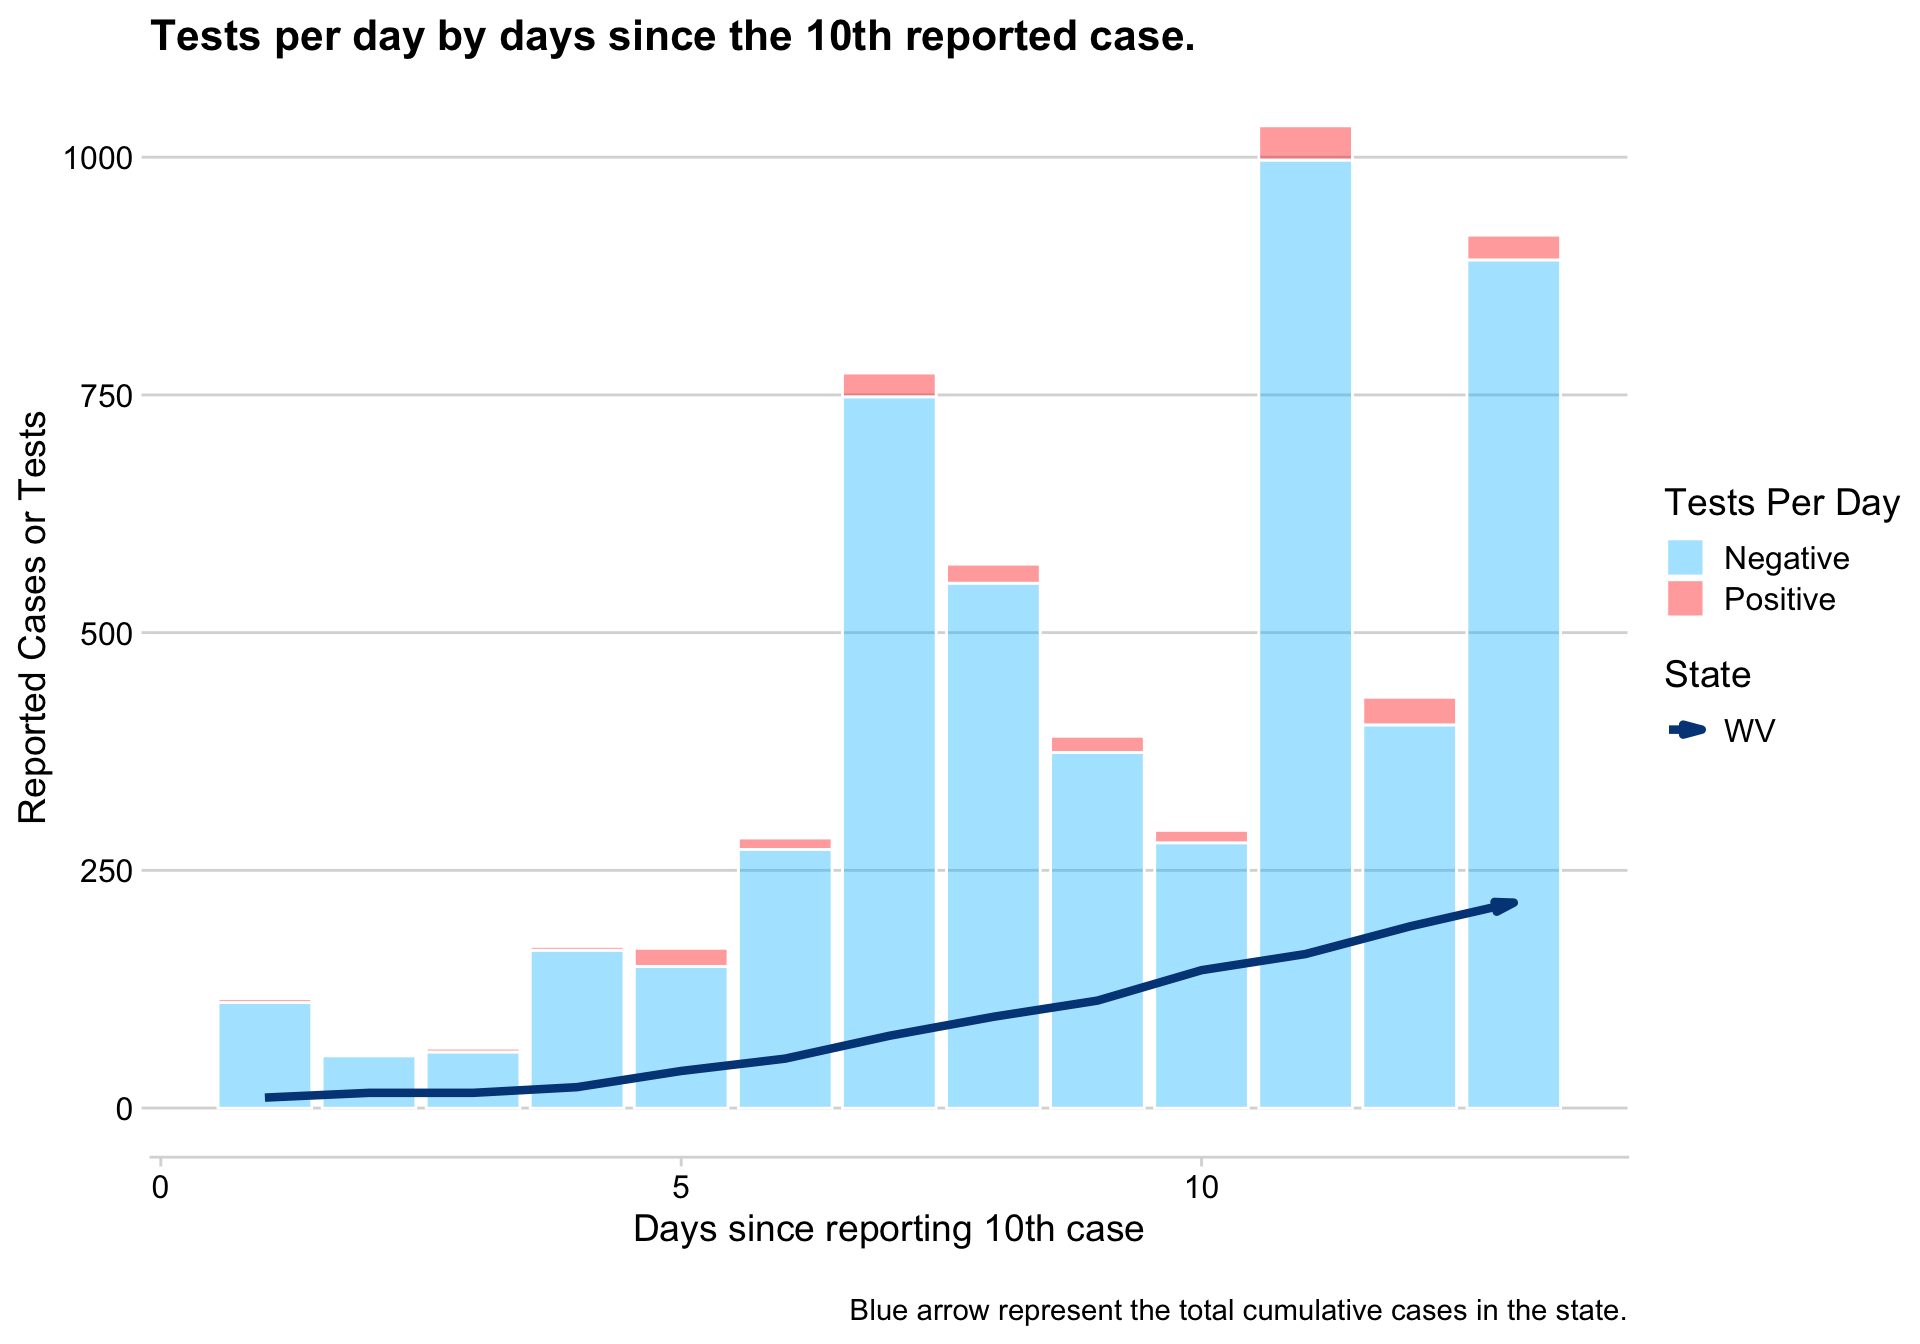 Tests per day by days since the 10th reported case.
1000
750
500
250
0
Reported Cases or Tests
0
5
10
Days since reporting 10th case
Tests Per Day
Negative
Positive
State
WV
Blue arrow represent the total cumulative cases in the state.